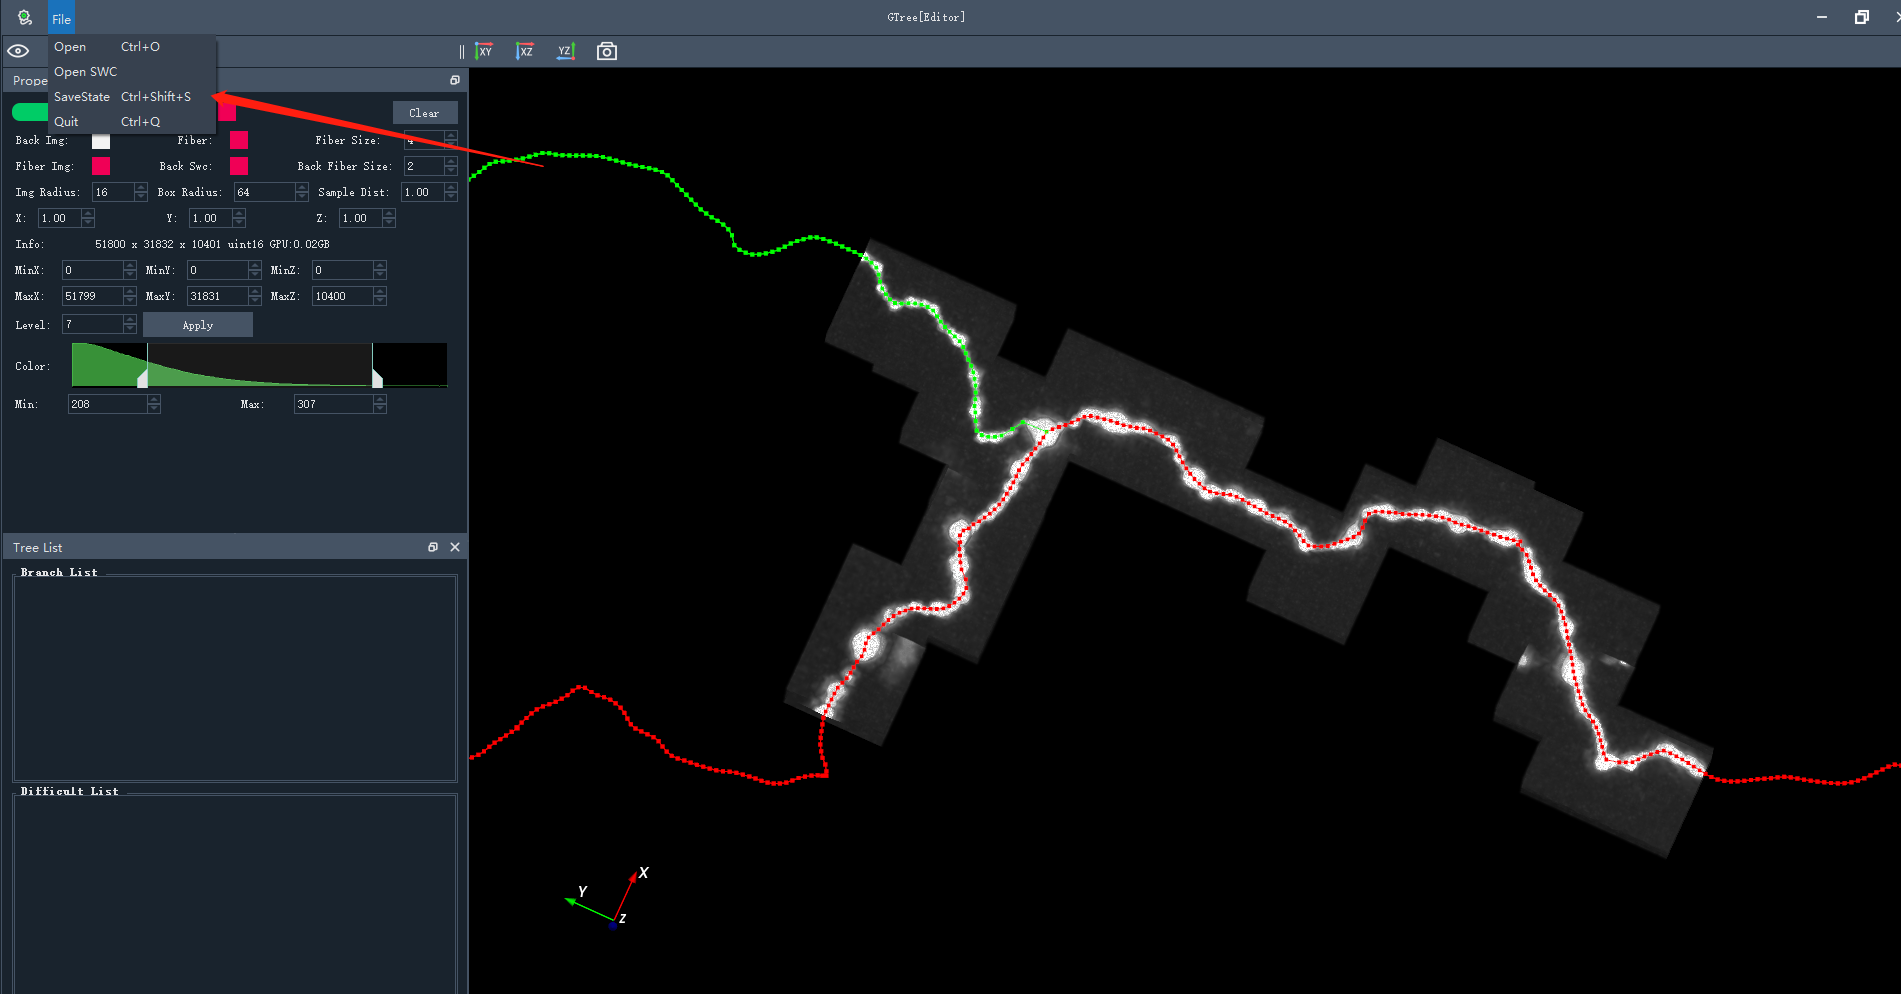 File
GTree[Editor]
Open Ctrl+O
Open SWC
SaveState Ctrl+Shift+S
Quit Ctrl+Q
XY XZ YZ
Prope
Clear
Back Img: Fiber: Fiber Size: 4
Fiber Img: Back Swc: Back Fiber Size: 2
Img Radius: 16 Box Radius: 64 Sample Dist: 1.00
X: 1.00 Y: 1.00 Z: 1.00
Info: 51800 x 31832 x 10401 uint16 GPU:0.02GB
MinX: 0 MinY: 0 MinZ: 0
MaxX: 51799 MaxY: 31831 MaxZ: 10400
Level: 7 Apply
Color:
Min: 208 Max: 307
Tree List
Branch List
Difficult List
X
Y
Z